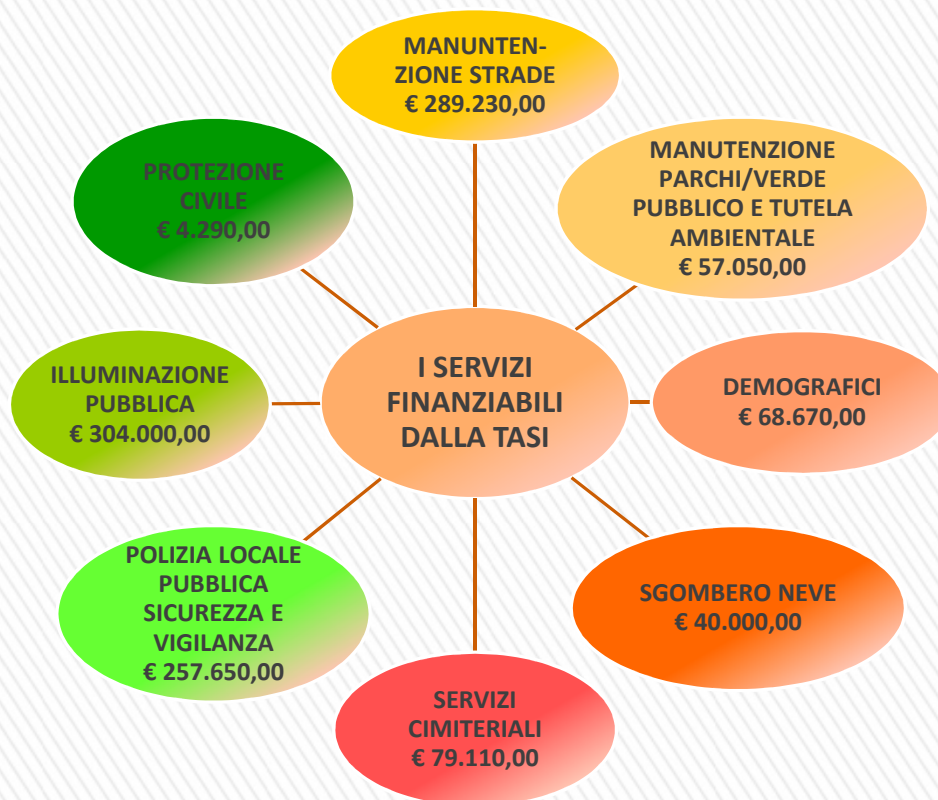 MANUNTEN-
ZIONE STRADE
€ 289.230,00
MANUTENZIONE
PARCHI/VERDE
PUBBLICO E TUTELA
AMBIENTALE
€ 57.050,00
PROTEZIONE
CIVILE
€ 4.290,00
I SERVIZI
FINANZIABILI
DALLA TASI
DEMOGRAFICI
€ 68.670,00
ILLUMINAZIONE
PUBBLICA
€ 304.000,00
POLIZIA LOCALE
PUBBLICA
SICUREZZA E
VIGILANZA
€ 257.650,00
SGOMBERO NEVE
€ 40.000,00
SERVIZI
CIMITERIALI
€ 79.110,00